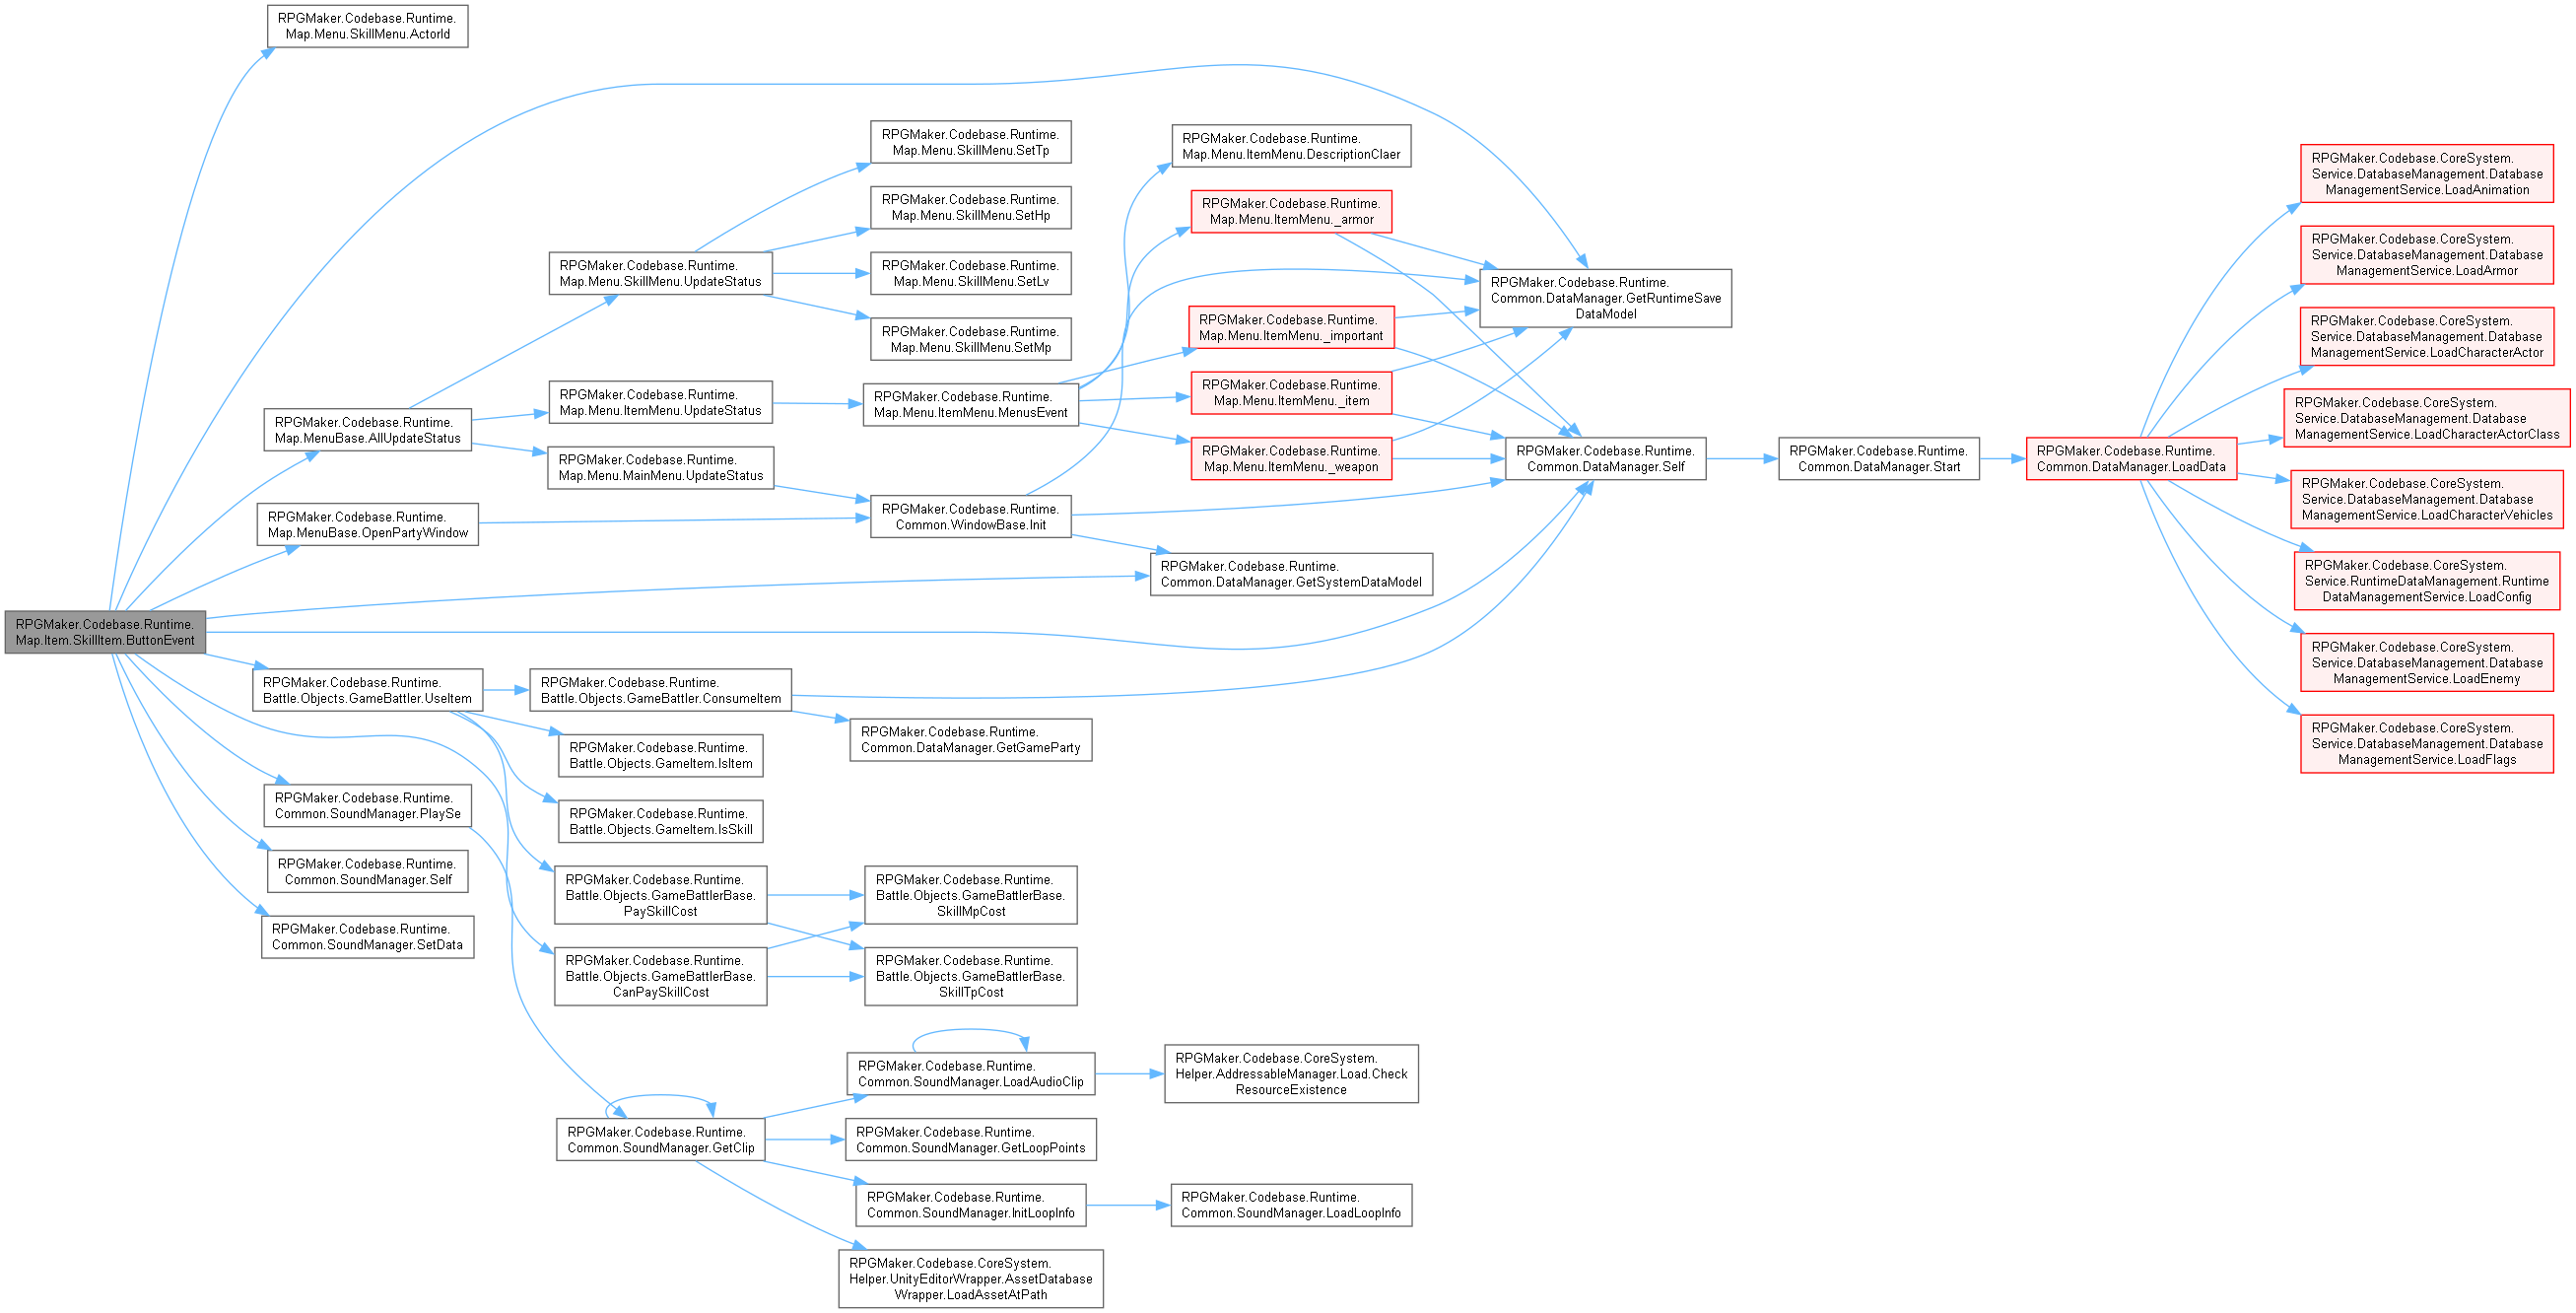 RPGMaker.Codebase.Runtime.
Map.Item.SkillItem.ButtonEvent
RPGMaker.Codebase.Runtime.
Map.Menu.SkillMenu.ActorId
RPGMaker.Codebase.Runtime.
Map.MenuBase.AllUpdateStatus
RPGMaker.Codebase.Runtime.
Map.MenuBase.OpenPartyWindow
RPGMaker.Codebase.Runtime.
Battle.Objects.GameBattler.UseItem
RPGMaker.Codebase.Runtime.
Common.SoundManager.PlaySe
RPGMaker.Codebase.Runtime.
Common.SoundManager.Self
RPGMaker.Codebase.Runtime.
Common.SoundManager.SetData
RPGMaker.Codebase.Runtime.
Map.Menu.SkillMenu.UpdateStatus
RPGMaker.Codebase.Runtime.
Map.Menu.ItemMenu.UpdateStatus
RPGMaker.Codebase.Runtime.
Map.Menu.MainMenu.UpdateStatus
RPGMaker.Codebase.Runtime.
Battle.Objects.GameBattler.ConsumeItem
RPGMaker.Codebase.Runtime.
Battle.Objects.GameItem.IsItem
RPGMaker.Codebase.Runtime.
Battle.Objects.GameItem.IsSkill
RPGMaker.Codebase.Runtime.
Battle.Objects.GameBattlerBase.
PaySkillCost
RPGMaker.Codebase.Runtime.
Battle.Objects.GameBattlerBase.
CanPaySkillCost
RPGMaker.Codebase.Runtime.
Common.SoundManager.GetClip
RPGMaker.Codebase.Runtime.
Map.Menu.SkillMenu.SetTp
RPGMaker.Codebase.Runtime.
Map.Menu.SkillMenu.SetHp
RPGMaker.Codebase.Runtime.
Map.Menu.SkillMenu.SetLv
RPGMaker.Codebase.Runtime.
Map.Menu.SkillMenu.SetMp
RPGMaker.Codebase.Runtime.
Map.Menu.ItemMenu.MenusEvent
RPGMaker.Codebase.Runtime.
Common.WindowBase.Init
RPGMaker.Codebase.Runtime.
Common.DataManager.GetGameParty
RPGMaker.Codebase.Runtime.
Battle.Objects.GameBattlerBase.
SkillMpCost
RPGMaker.Codebase.Runtime.
Battle.Objects.GameBattlerBase.
SkillTpCost
RPGMaker.Codebase.Runtime.
Common.SoundManager.LoadAudioClip
RPGMaker.Codebase.Runtime.
Common.SoundManager.GetLoopPoints
RPGMaker.Codebase.Runtime.
Common.SoundManager.InitLoopInfo
RPGMaker.Codebase.CoreSystem.
Helper.UnityEditorWrapper.AssetDatabase
Wrapper.LoadAssetAtPath
RPGMaker.Codebase.Runtime.
Map.Menu.ItemMenu.DescriptionClaer
RPGMaker.Codebase.Runtime.
Map.Menu.ItemMenu._armor
RPGMaker.Codebase.Runtime.
Map.Menu.ItemMenu._important
RPGMaker.Codebase.Runtime.
Map.Menu.ItemMenu._item
RPGMaker.Codebase.Runtime.
Map.Menu.ItemMenu._weapon
RPGMaker.Codebase.Runtime.
Common.DataManager.GetSystemDataModel
RPGMaker.Codebase.CoreSystem.
Helper.AddressableManager.Load.Check
ResourceExistence
RPGMaker.Codebase.Runtime.
Common.SoundManager.LoadLoopInfo
RPGMaker.Codebase.Runtime.
Common.DataManager.GetRuntimeSave
DataModel
RPGMaker.Codebase.Runtime.
Common.DataManager.Self
RPGMaker.Codebase.Runtime.
Common.DataManager.Start
RPGMaker.Codebase.Runtime.
Common.DataManager.LoadData
RPGMaker.Codebase.CoreSystem.
Service.DatabaseManagement.Database
ManagementService.LoadAnimation
RPGMaker.Codebase.CoreSystem.
Service.DatabaseManagement.Database
ManagementService.LoadArmor
RPGMaker.Codebase.CoreSystem.
Service.DatabaseManagement.Database
ManagementService.LoadCharacterActor
RPGMaker.Codebase.CoreSystem.
Service.DatabaseManagement.Database
ManagementService.LoadCharacterActorClass
RPGMaker.Codebase.CoreSystem.
Service.DatabaseManagement.Database
ManagementService.LoadCharacterVehicles
RPGMaker.Codebase.CoreSystem.
Service.RuntimeDataManagement.Runtime
DataManagementService.LoadConfig
RPGMaker.Codebase.CoreSystem.
Service.DatabaseManagement.Database
ManagementService.LoadEnemy
RPGMaker.Codebase.CoreSystem.
Service.DatabaseManagement.Database
ManagementService.LoadFlags